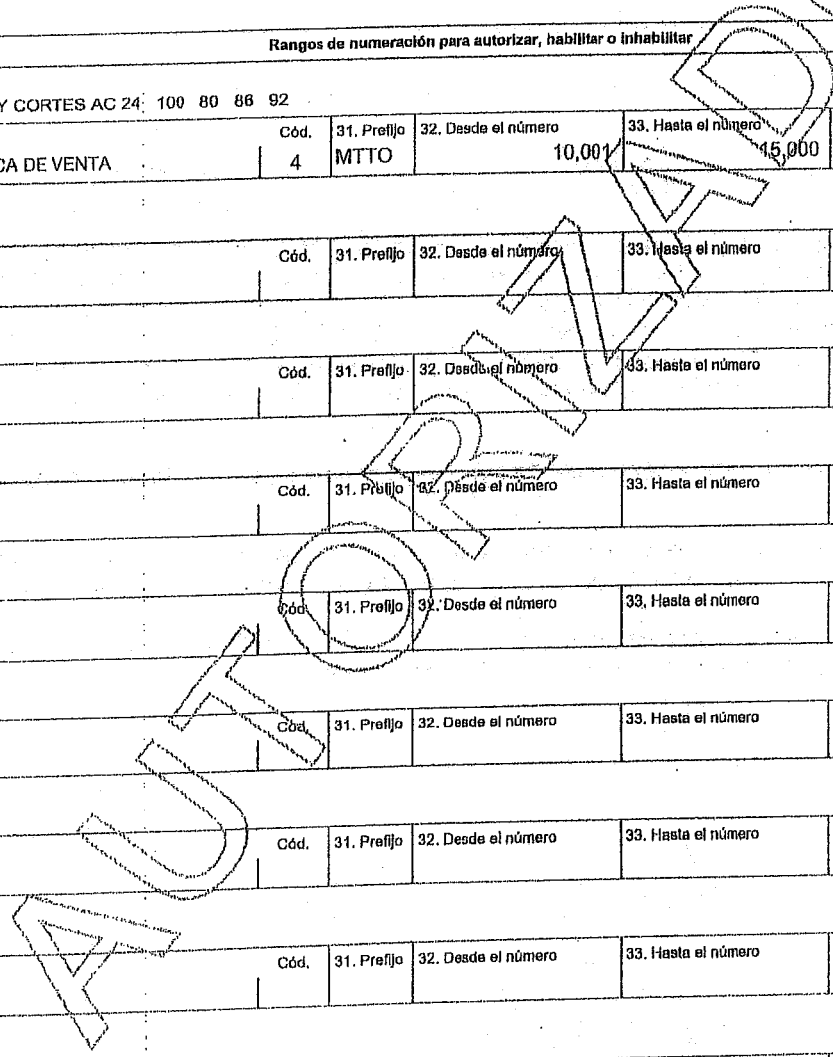 Rangos de numeración para autorizar, habilitar o inhabilitar
Y CORTES AC 24 100 80 86 92
Cód. 31. Prefijo 32. Desde el número 33. Hasta el número
CA DE VENTA 4 MTTO 10,001 15,000
Cód. 31. Prefijo 32. Desde el número 33. Hasta el número
Cód. 31. Prefijo 32. Desde el número 33. Hasta el número
Cód. 31. Prefijo 32. Desde el número 33. Hasta el número
Cód. 31. Prefijo 32. Desde el número 33. Hasta el número
Cód. 31. Prefijo 32. Desde el número 33. Hasta el número
Cód. 31. Prefijo 32. Desde el número 33. Hasta el número
Cód. 31. Prefijo 32. Desde el número 33. Hasta el número
AUTORIZAD